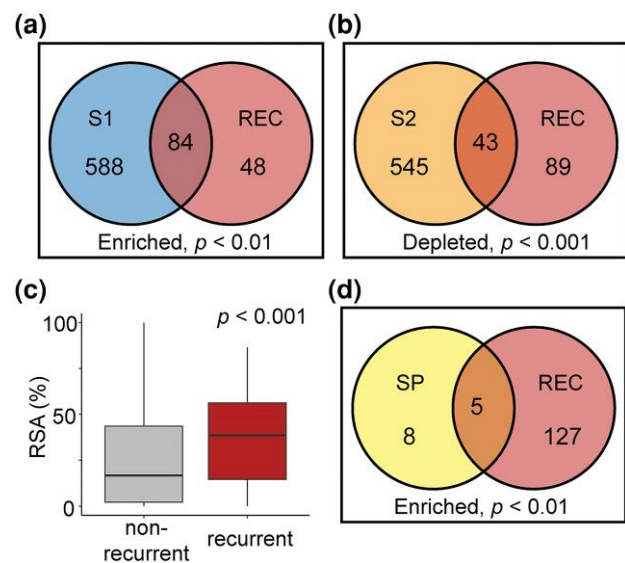 (a)
S1
REC
84
588
48
Enriched, p < 0.01
(b)
S2
REC
43
545
89
Depleted, p < 0.001
(c)
p < 0.001
100
50
0
RSA (%)
non-
recurrent
recurrent
(d)
SP
REC
5
8
127
Enriched, p < 0.01